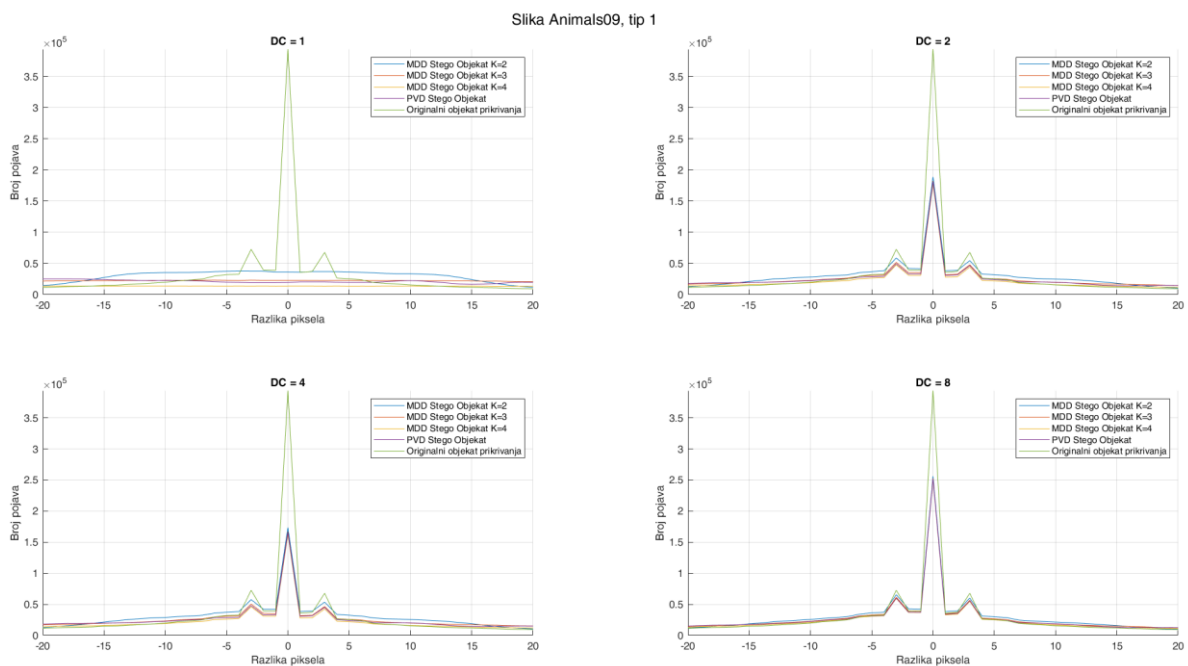 Slika Animals09, tip 1
×10⁵
DC = 1
3.5
3
2.5
2
1.5
1
0.5
0
Broj pojava
-20 -15 -10 -5 0 5 10 15 20
Razlika piksela
MDD Stego Objekat K=2
MDD Stego Objekat K=3
MDD Stego Objekat K=4
PVD Stego Objekat
Originalni objekat prikrivanja
×10⁵
DC = 2
3.5
3
2.5
2
1.5
1
0.5
0
Broj pojava
-20 -15 -10 -5 0 5 10 15 20
Razlika piksela
MDD Stego Objekat K=2
MDD Stego Objekat K=3
MDD Stego Objekat K=4
PVD Stego Objekat
Originalni objekat prikrivanja
×10⁵
DC = 4
3.5
3
2.5
2
1.5
1
0.5
0
Broj pojava
-20 -15 -10 -5 0 5 10 15 20
Razlika piksela
MDD Stego Objekat K=2
MDD Stego Objekat K=3
MDD Stego Objekat K=4
PVD Stego Objekat
Originalni objekat prikrivanja
×10⁵
DC = 8
3.5
3
2.5
2
1.5
1
0.5
0
Broj pojava
-20 -15 -10 -5 0 5 10 15 20
Razlika piksela
MDD Stego Objekat K=2
MDD Stego Objekat K=3
MDD Stego Objekat K=4
PVD Stego Objekat
Originalni objekat prikrivanja